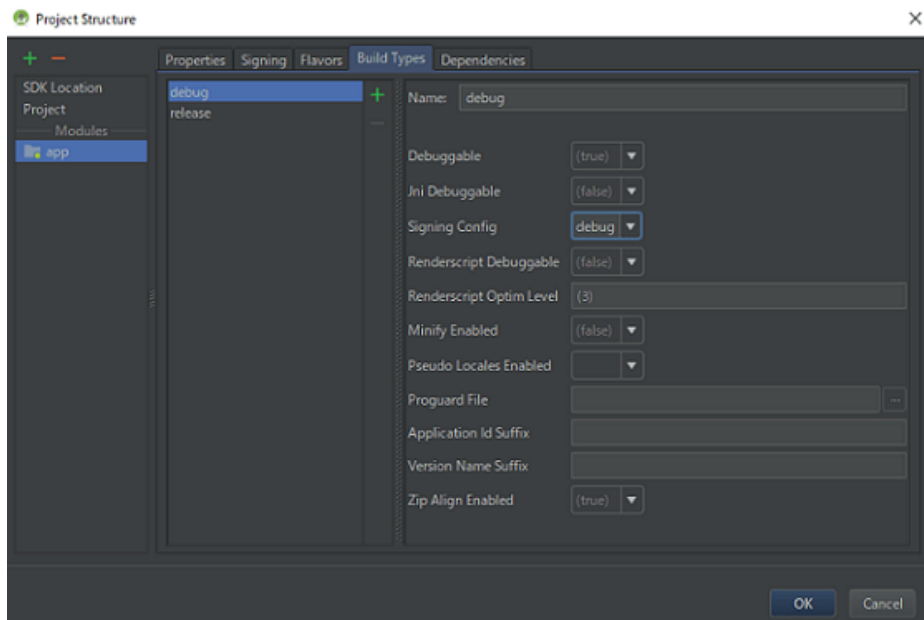 Project Structure
Properties Signing Flavors Build Types Dependencies
SDK Location
Project
Modules
app
debug
release
Name: debug
Debuggable (true)
Jni Debuggable (false)
Signing Config debug
Renderscript Debuggable (false)
Renderscript Optim Level (3)
Minify Enabled (false)
Pseudo Locales Enabled
Proguard File ...
Application Id Suffix
Version Name Suffix
Zip Align Enabled (true)
OK Cancel